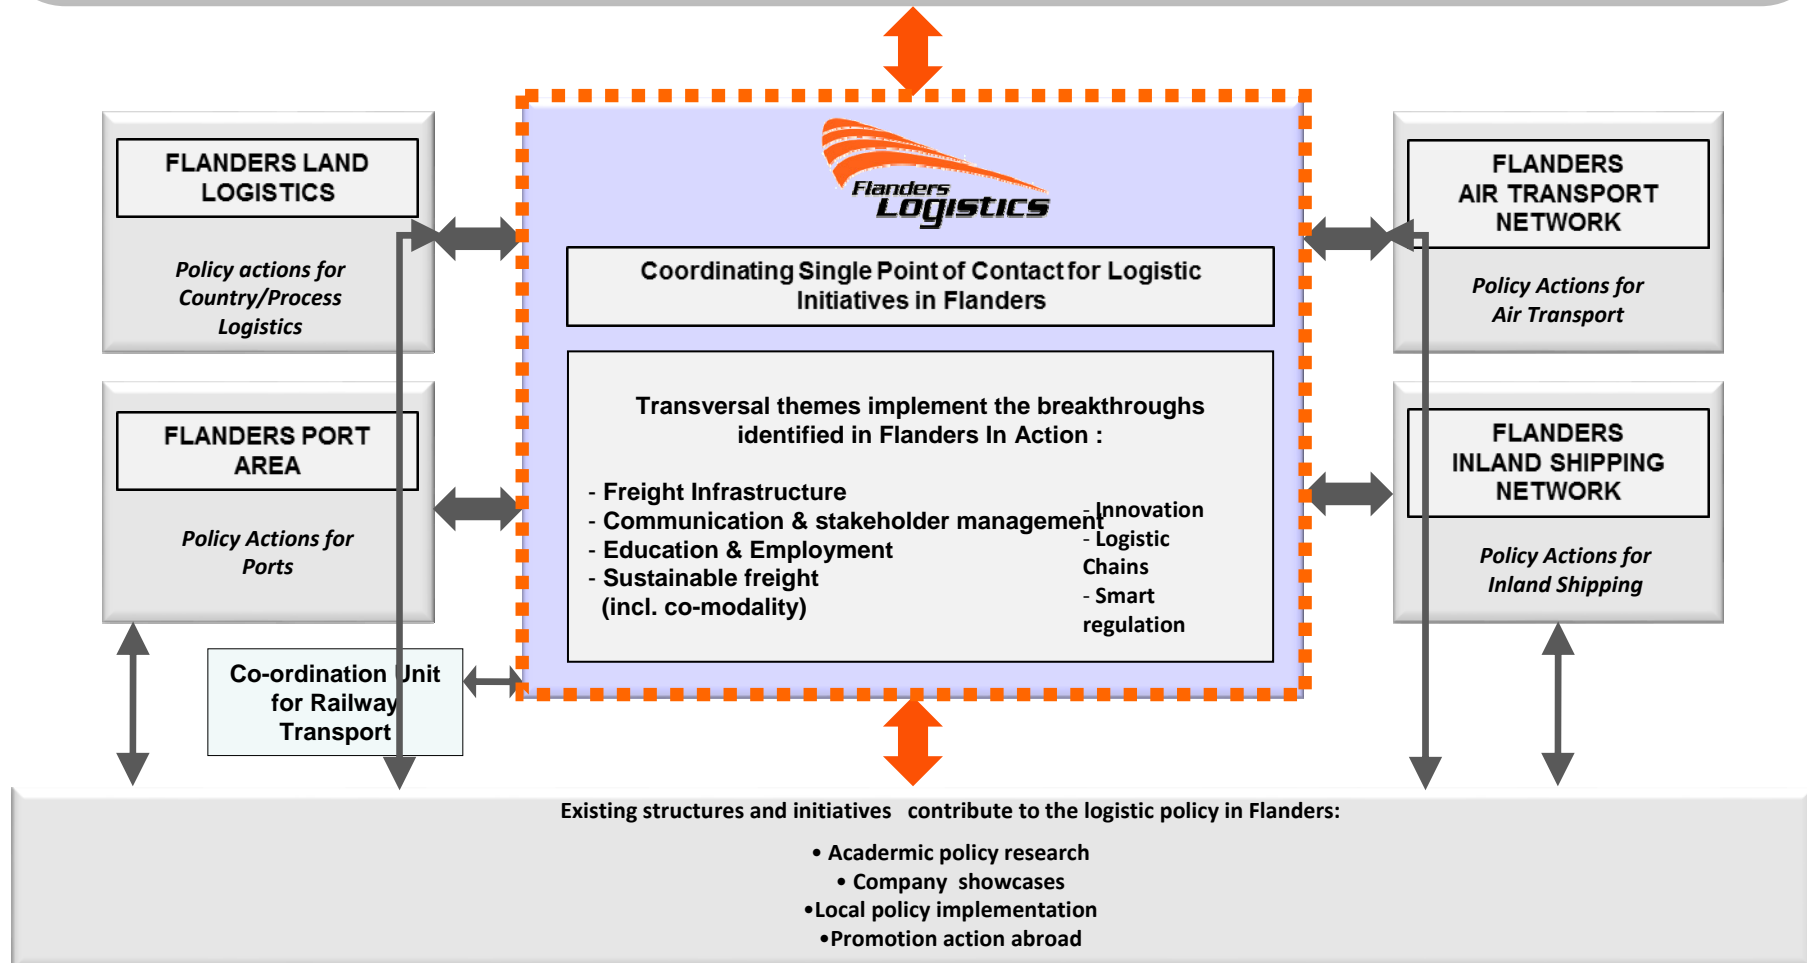 FLANDERS LAND
LOGISTICS
Policy actions for
Country/Process
Logistics
FLANDERS PORT
AREA
Policy Actions for
Ports
Co-ordination Unit
for Railway
Transport
Flanders
Logistics
Coordinating Single Point of Contact for Logistic
Initiatives in Flanders
Transversal themes implement the breakthroughs
identified in Flanders In Action :
- Freight Infrastructure
- Communication & stakeholder management
- Education & Employment
- Sustainable freight
(incl. co-modality)
- Innovation
- Logistic
Chains
- Smart
regulation
FLANDERS
AIR TRANSPORT
NETWORK
Policy Actions for
Air Transport
FLANDERS
INLAND SHIPPING
NETWORK
Policy Actions for
Inland Shipping
Existing structures and initiatives contribute to the logistic policy in Flanders:
• Acadermic policy research
• Company showcases
•Local policy implementation
•Promotion action abroad